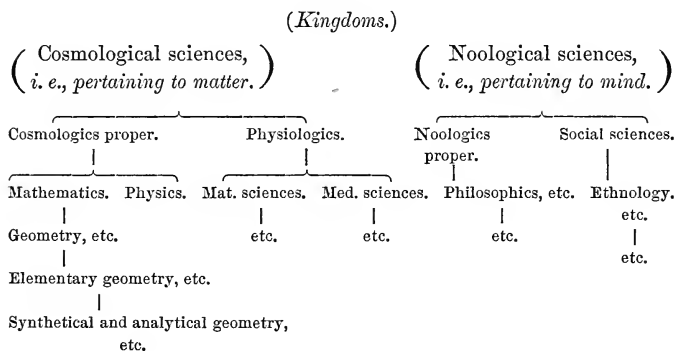 (Kingdoms.)
( Cosmological sciences, i. e., pertaining to matter. ) ( Noological sciences, i. e., pertaining to mind. )
Cosmologics proper. Physiologics. Noologics proper. Social sciences.
Mathematics. Physics. Mat. sciences. Med. sciences. Philosophics, etc. Ethnology.
etc.
Geometry, etc. etc. etc. etc.
etc.
Elementary geometry, etc.
Synthetical and analytical geometry,
etc.